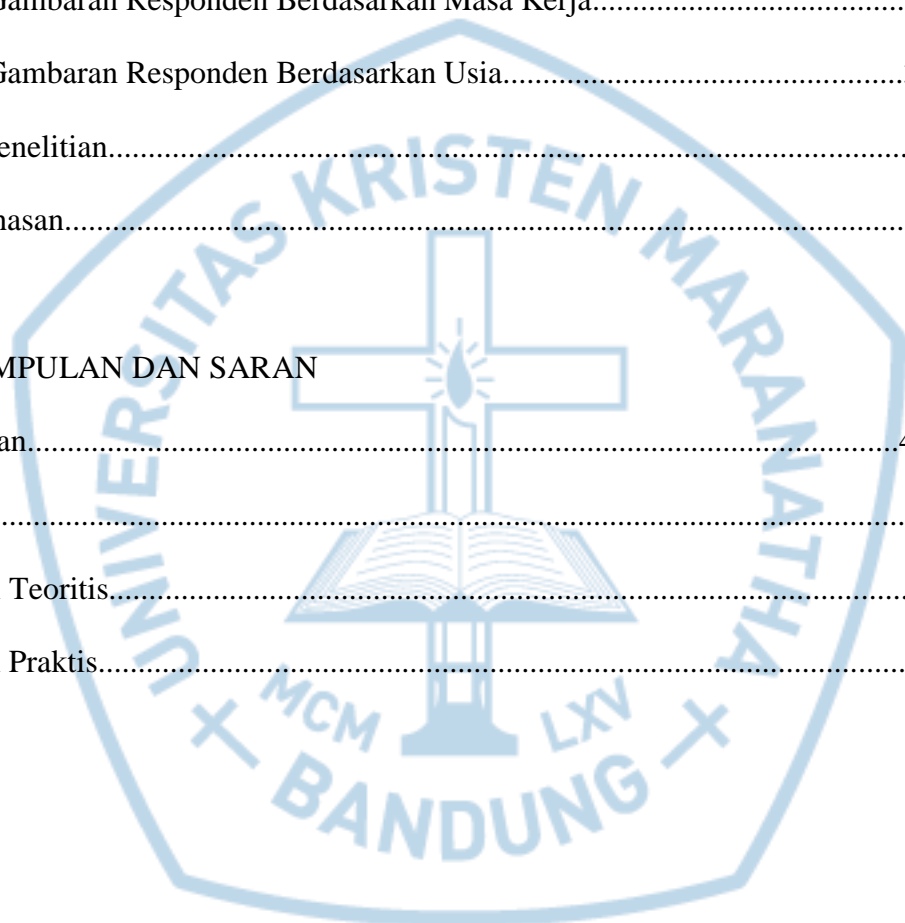 Gambaran Responden Berdasarkan Masa Kerja
Gambaran Responden Berdasarkan Usia
enelitian
hasan
MPULAN DAN SARAN
an...4
Teoritis
Praktis
UNIVERSITAS KRISTEN MARANATHA
MCM LXV
BANDUNG